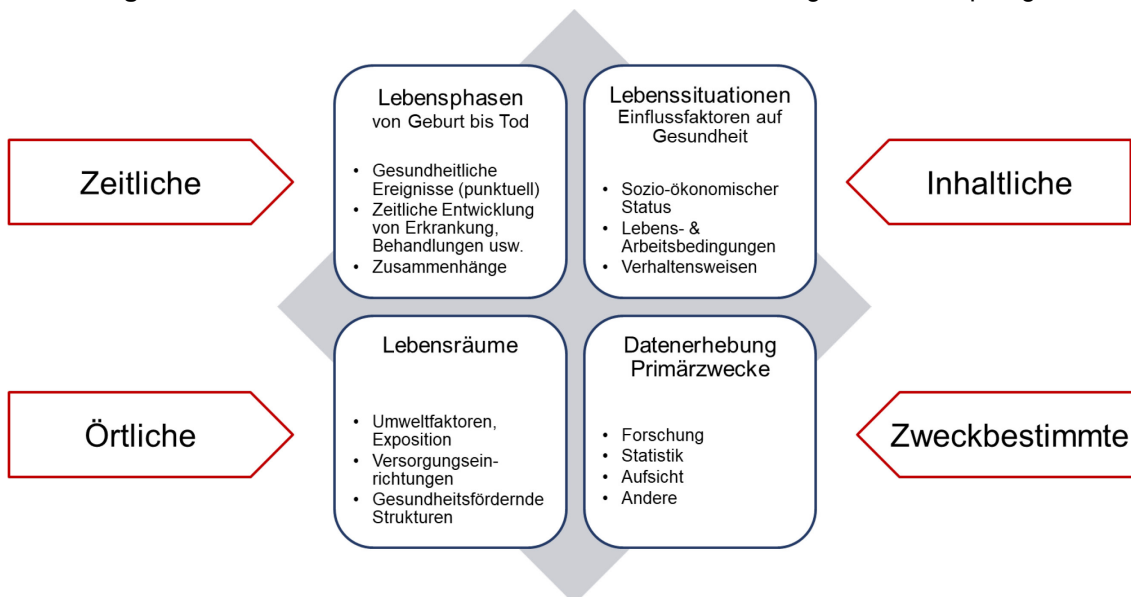 Lebensphasen
von Geburt bis Tod
• Gesundheitliche
Ereignisse (punktuell)
• Zeitliche Entwicklung
von Erkrankung,
Behandlungen usw.
• Zusammenhänge
Lebenssituationen
Einflussfaktoren auf
Gesundheit
• Sozio-ökonomischer
Status
• Lebens- &
Arbeitsbedingungen
• Verhaltensweisen
Zeitliche
Inhaltliche
Lebensräume
• Umweltfaktoren,
Exposition
• Versorgungsein-
richtungen
• Gesundheitsfördernde
Strukturen
Datenerhebung
Primärzwecke
• Forschung
• Statistik
• Aufsicht
• Andere
Örtliche
Zweckbestimmte